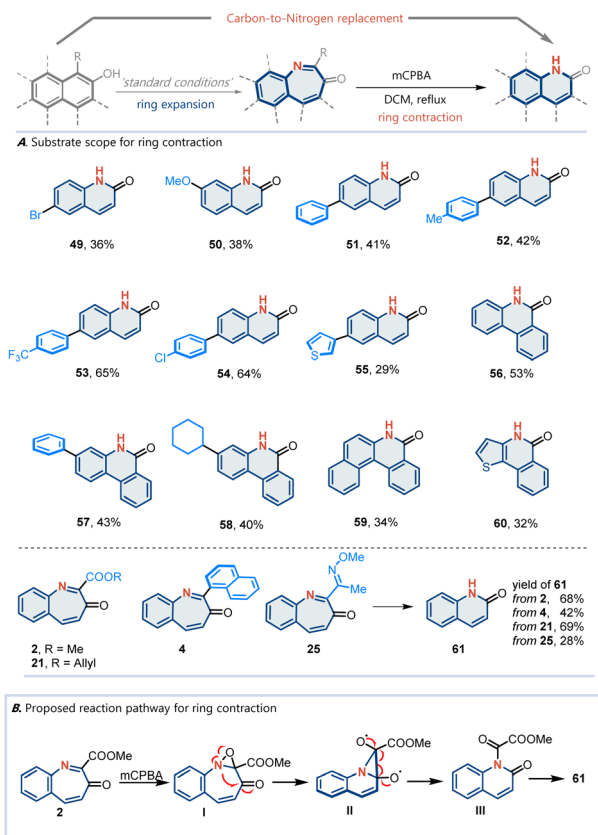 Carbon-to-Nitrogen replacement
R
OH
'standard conditions'
ring expansion
N
R
O
mCPBA
DCM, reflux
ring contraction
H
N
O
A. Substrate scope for ring contraction
H
N
O
Br
49, 36%
MeO
H
N
O
50, 38%
H
N
O
51, 41%
H
N
O
Me
52, 42%
H
N
O
F3C
53, 65%
H
N
O
Cl
54, 64%
H
N
O
S
55, 29%
H
N
O
56, 53%
H
N
O
57, 43%
H
N
O
58, 40%
H
N
O
59, 34%
H
N
O
S
60, 32%
COOR
N
O
2, R = Me
21, R = Allyl
N
O
4
OMe
N
Me
N
O
25
H
N
O
61
yield of 61
from 2, 68%
from 4, 42%
from 21, 69%
from 25, 28%
B. Proposed reaction pathway for ring contraction
COOMe
N
O
2
mCPBA
O
N
COOMe
O
I
O
COOMe
N
O
II
O
COOMe
N
O
III
61